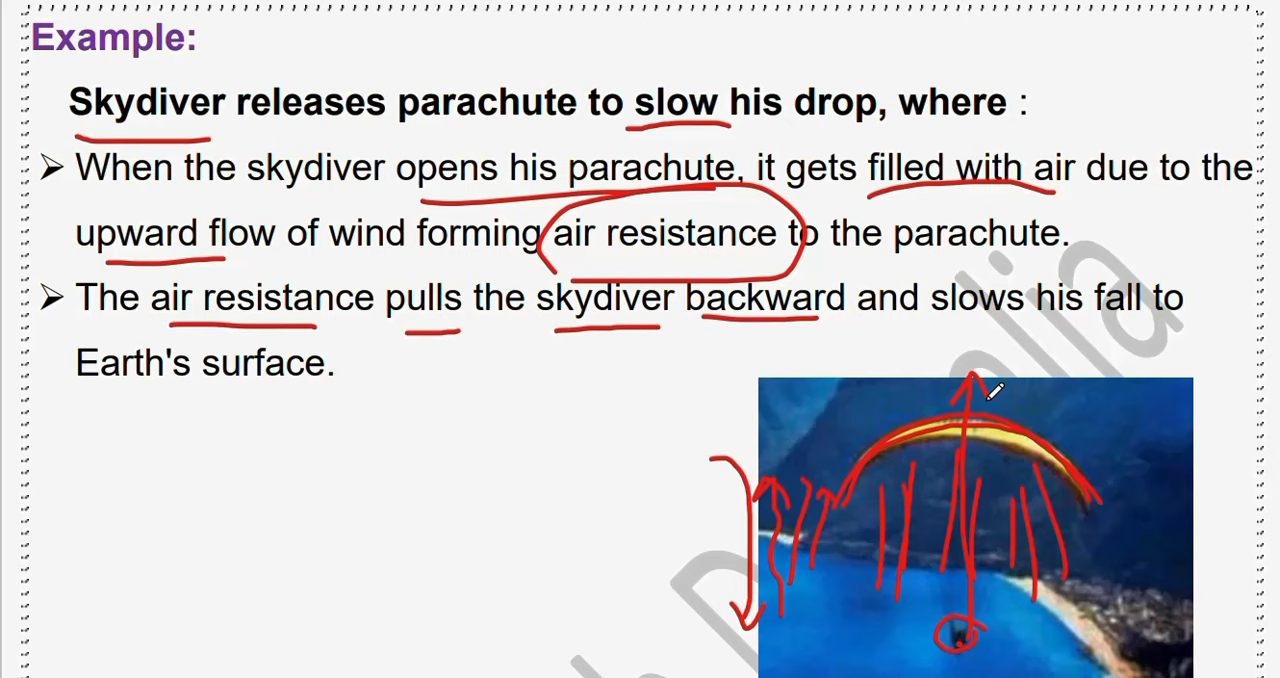 Example:
Skydiver releases parachute to slow his drop, where :
➢ When the skydiver opens his parachute, it gets filled with air due to the
upward flow of wind forming air resistance to the parachute.
➢ The air resistance pulls the skydiver backward and slows his fall to
Earth's surface.